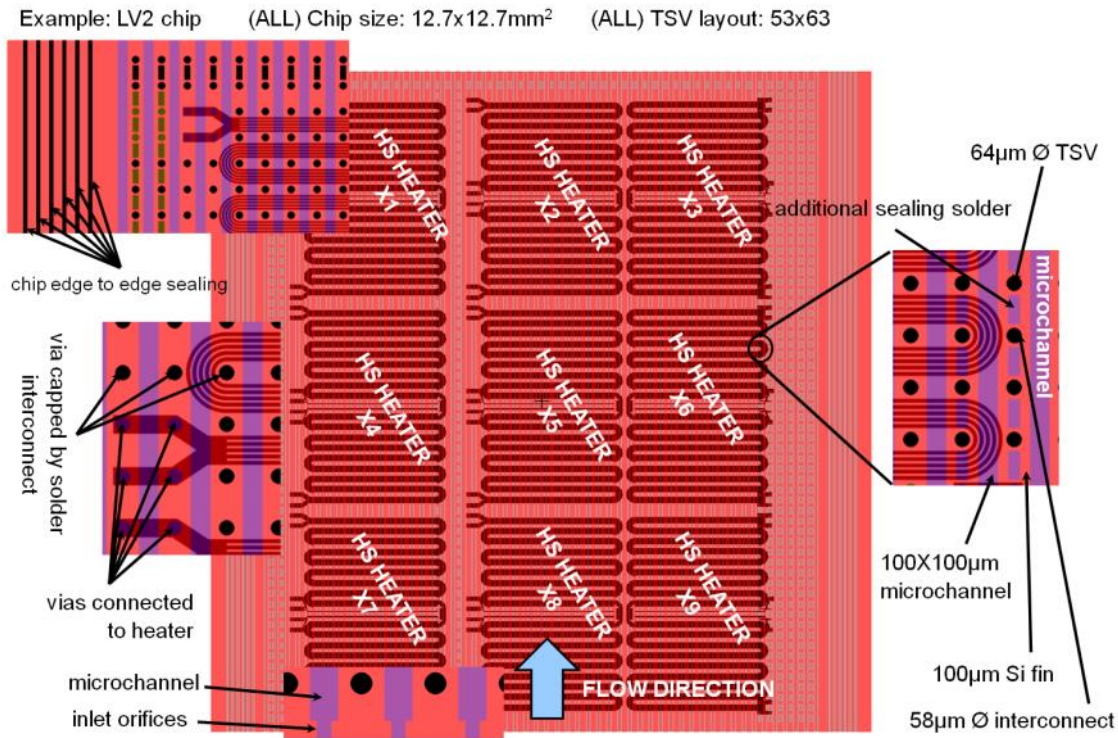 Example: LV2 chip (ALL) Chip size: 12.7x12.7mm² (ALL) TSV layout: 53x63
chip edge to edge sealing
via capped by solder
interconnect
vias connected
to heater
microchannel
inlet orifices
HS HEATER
X1
HS HEATER
X2
HS HEATER
X3
HS HEATER
X4
HS HEATER
X5
HS HEATER
X6
HS HEATER
X7
HS HEATER
X8
HS HEATER
X9
FLOW DIRECTION
64µm Ø TSV
additional sealing solder
microchannel
100X100µm
microchannel
100µm Si fin
58µm Ø interconnect